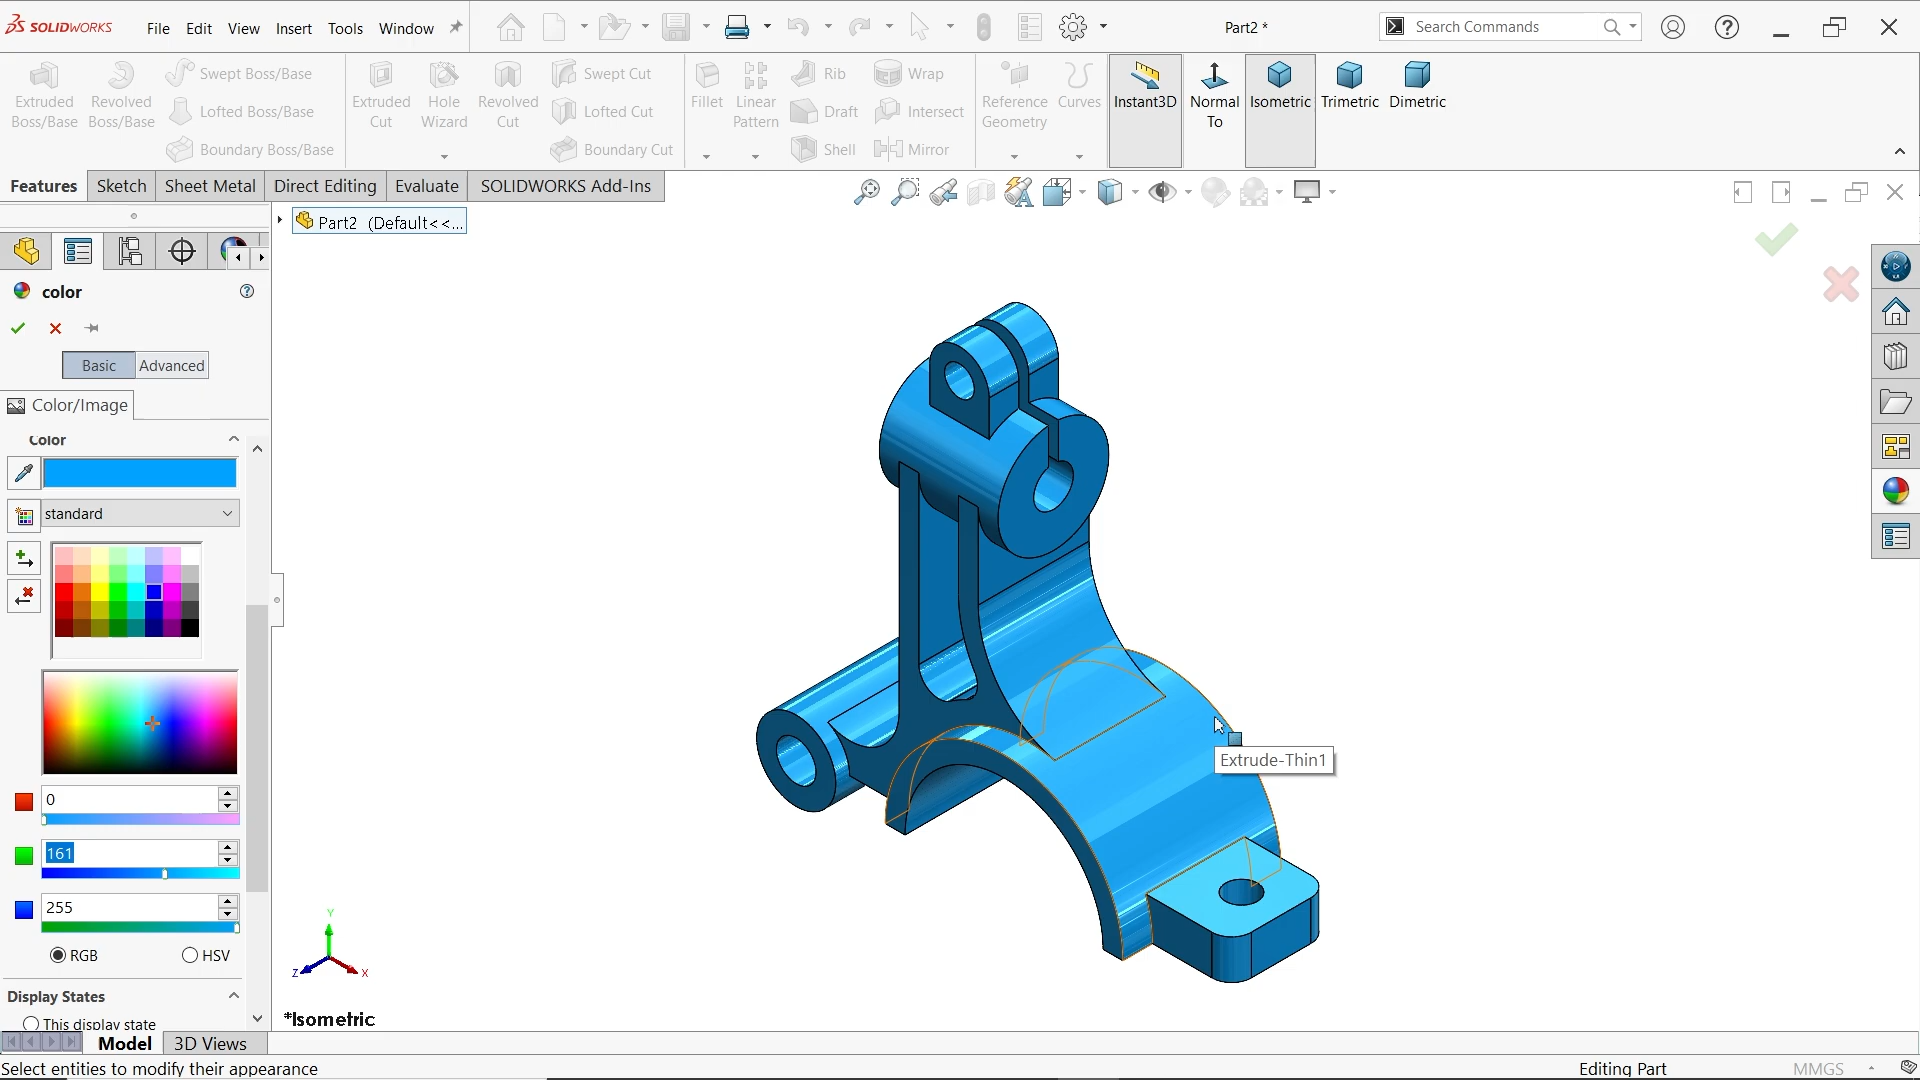 SOLIDWORKS File Edit View Insert Tools Window Part2 * Search Commands
Extruded Boss/Base
Revolved Boss/Base
Swept Boss/Base
Lofted Boss/Base
Boundary Boss/Base
Extruded Cut
Hole Wizard
Revolved Cut
Swept Cut
Lofted Cut
Boundary Cut
Fillet
Linear Pattern
Rib
Draft
Shell
Wrap
Intersect
Mirror
Reference Geometry
Curves
Instant3D
Normal To
Isometric
Trimetric
Dimetric
Features Sketch Sheet Metal Direct Editing Evaluate SOLIDWORKS Add-Ins
Part2 (Default<<...
color
Basic Advanced
Color/Image
Color
standard
0
161
255
RGB HSV
Display States
This display state
Extrude-Thin1
Y
Z
X
*Isometric
Model 3D Views
Select entities to modify their appearance Editing Part MMGS